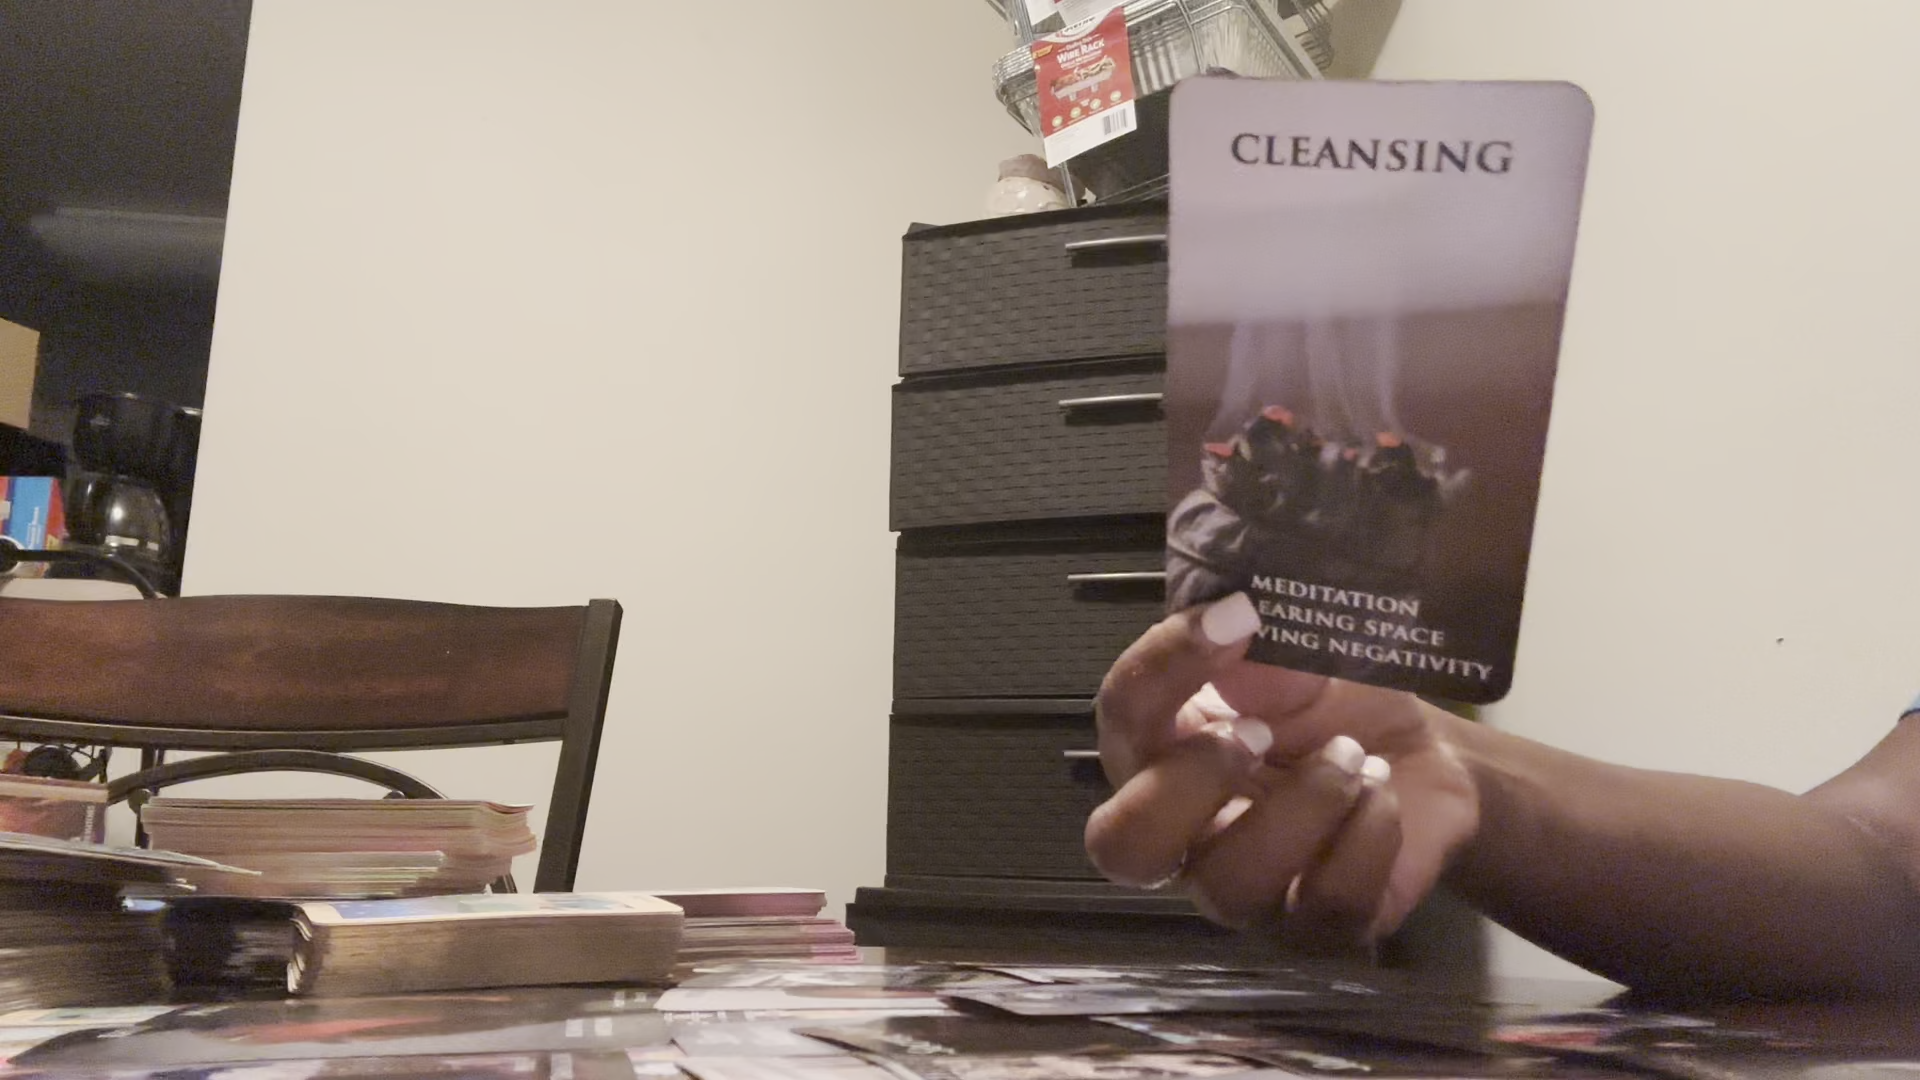 WIRE RACK
CLEANSING
MEDITATION
EARING SPACE
VING NEGATIVITY